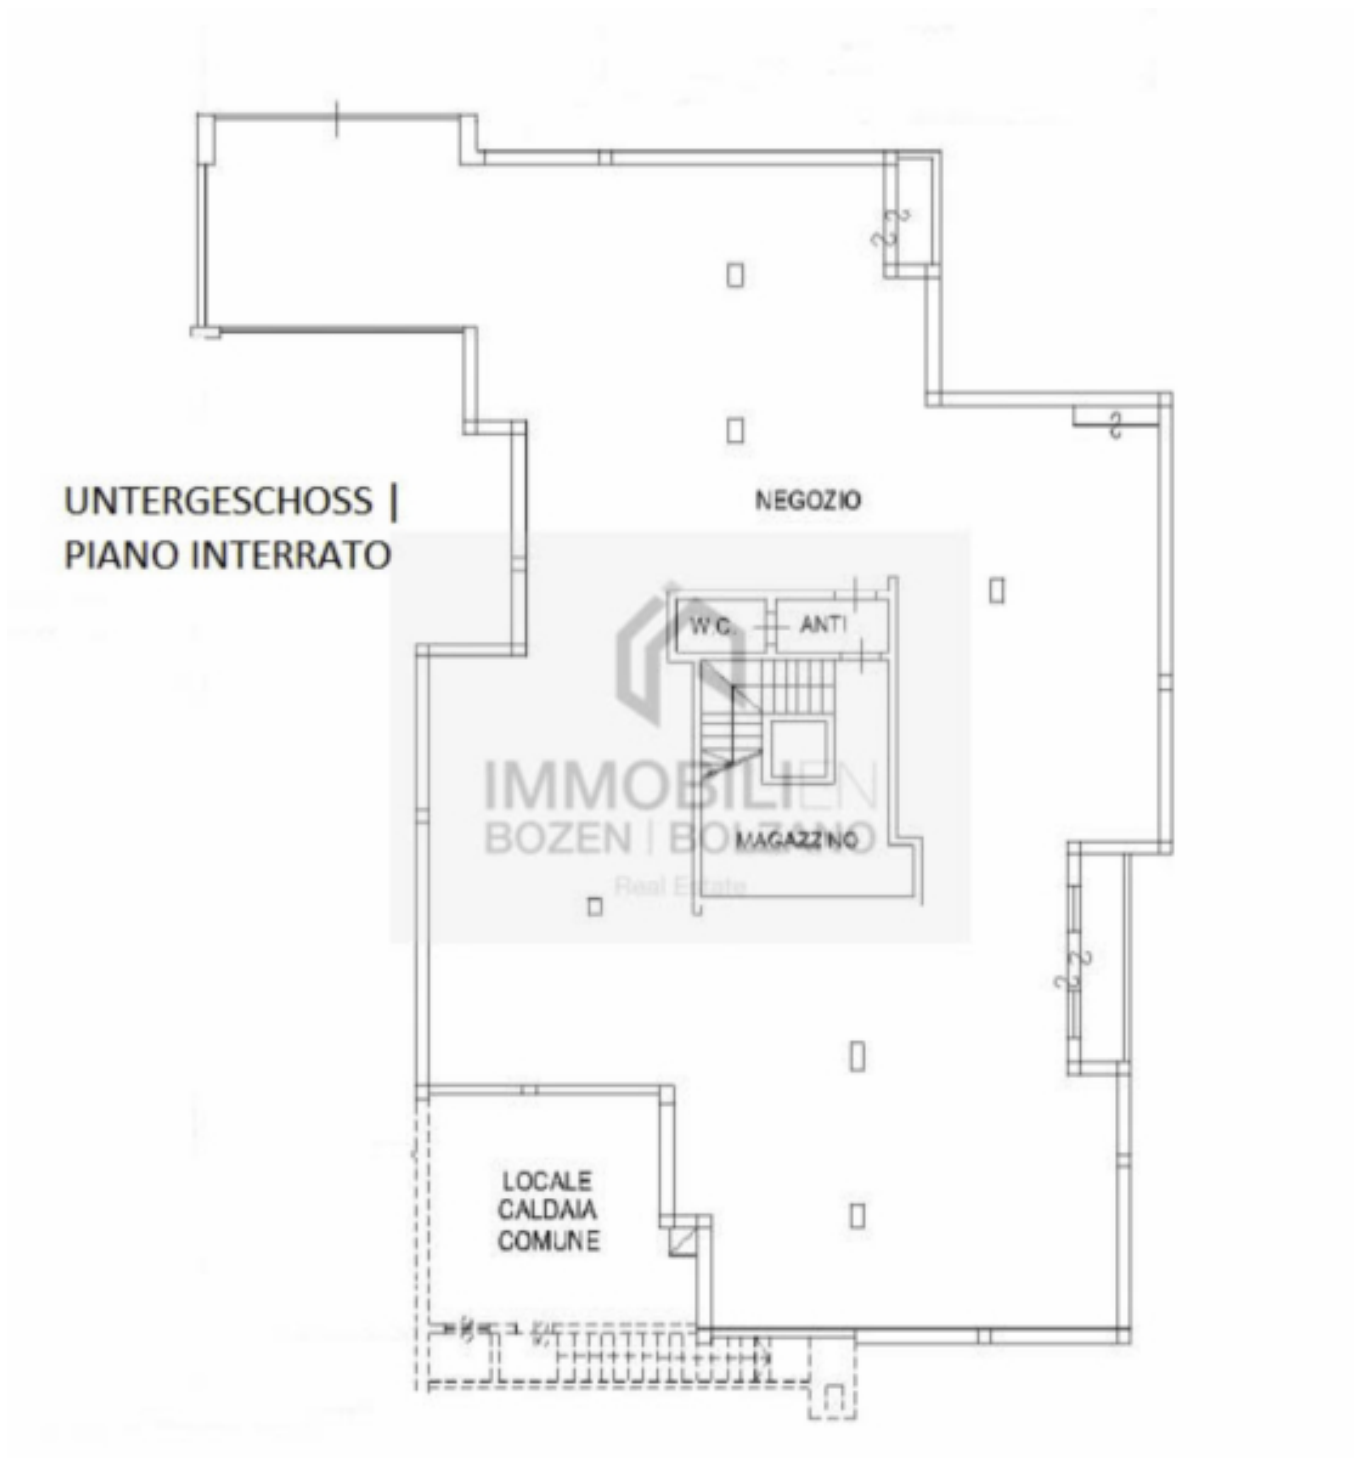 UNTERGESCHOSS |
PIANO INTERRATO
NEGOZIO
W.C.
ANTI
IMMOBILIEN
BOZEN | BOLZANO
MAGAZZINO
Real Estate
LOCALE
CALDAIA
COMUNE